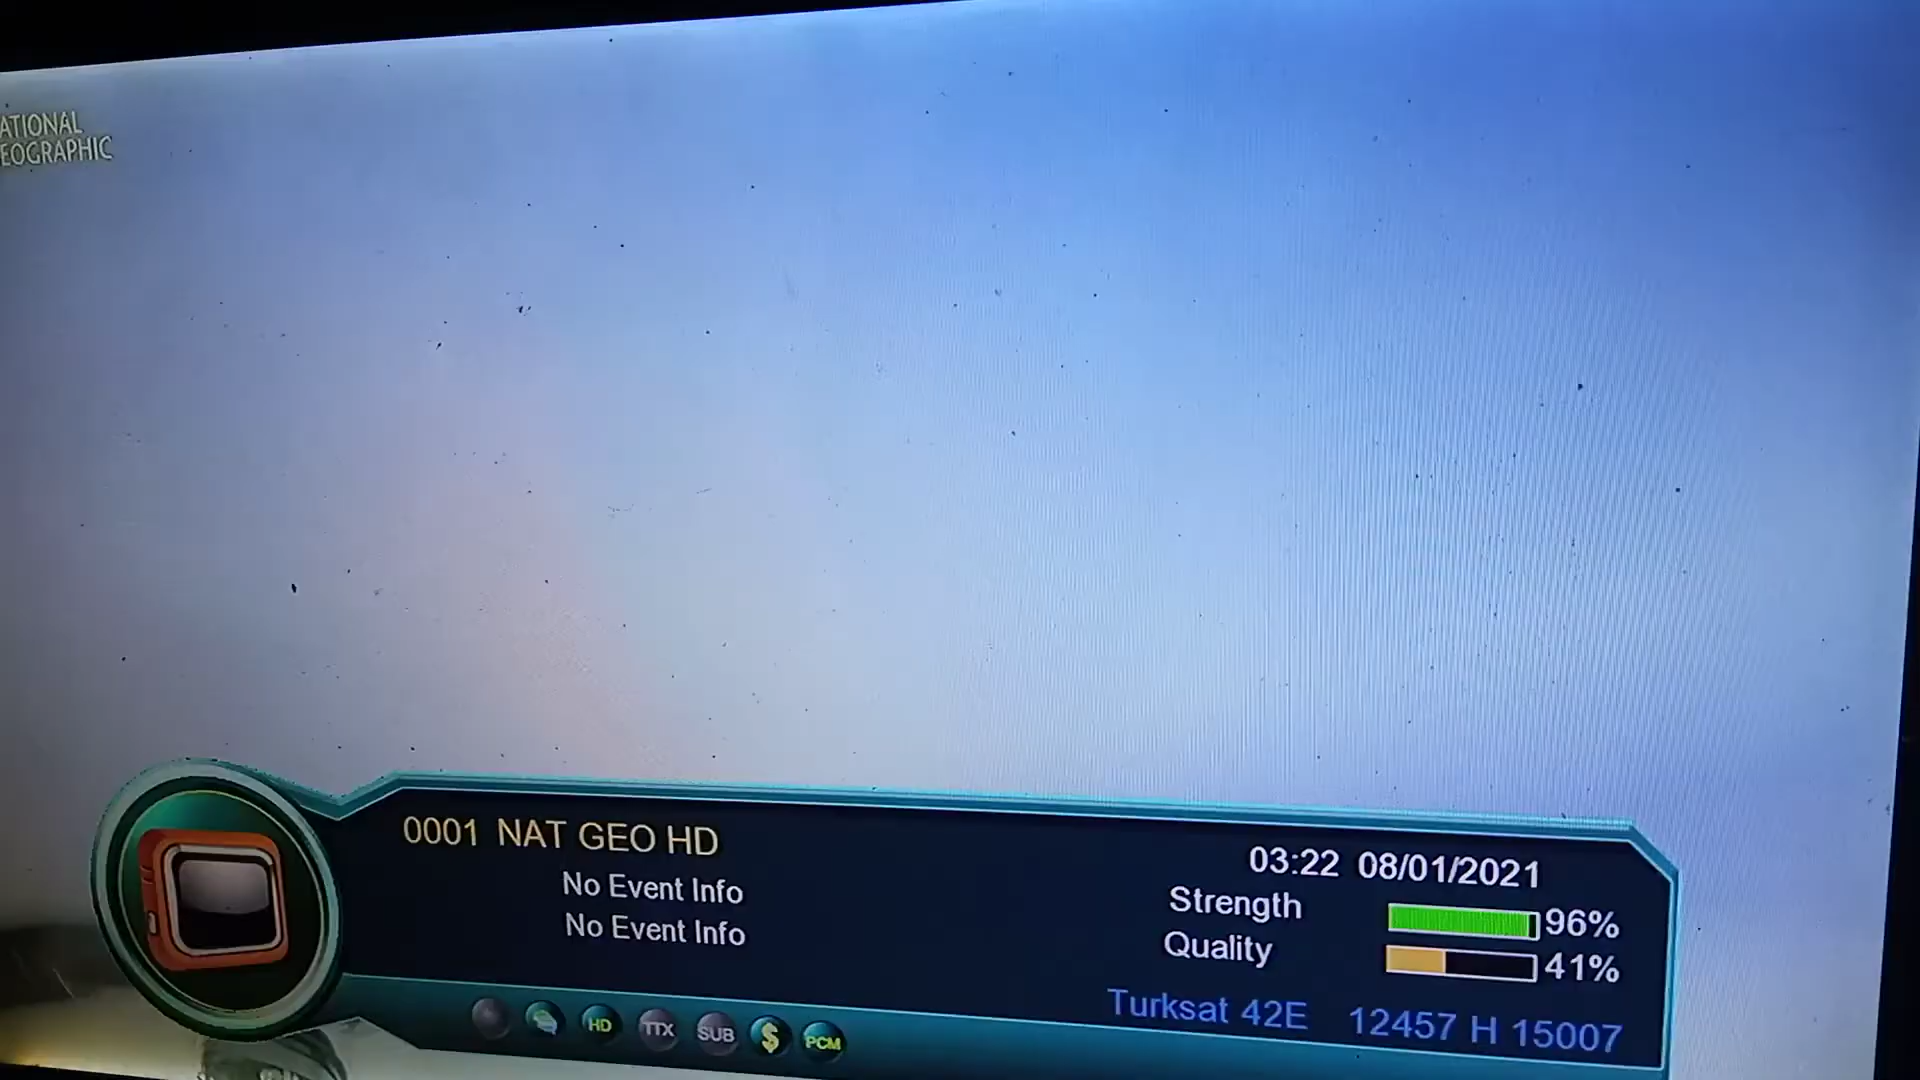 ATIONAL
EOGRAPHIC
0001 NAT GEO HD
No Event Info
No Event Info
03:22 08/01/2021
Strength 96%
Quality 41%
Turksat 42E 12457 H 15007
HD TTX SUB $ PCM